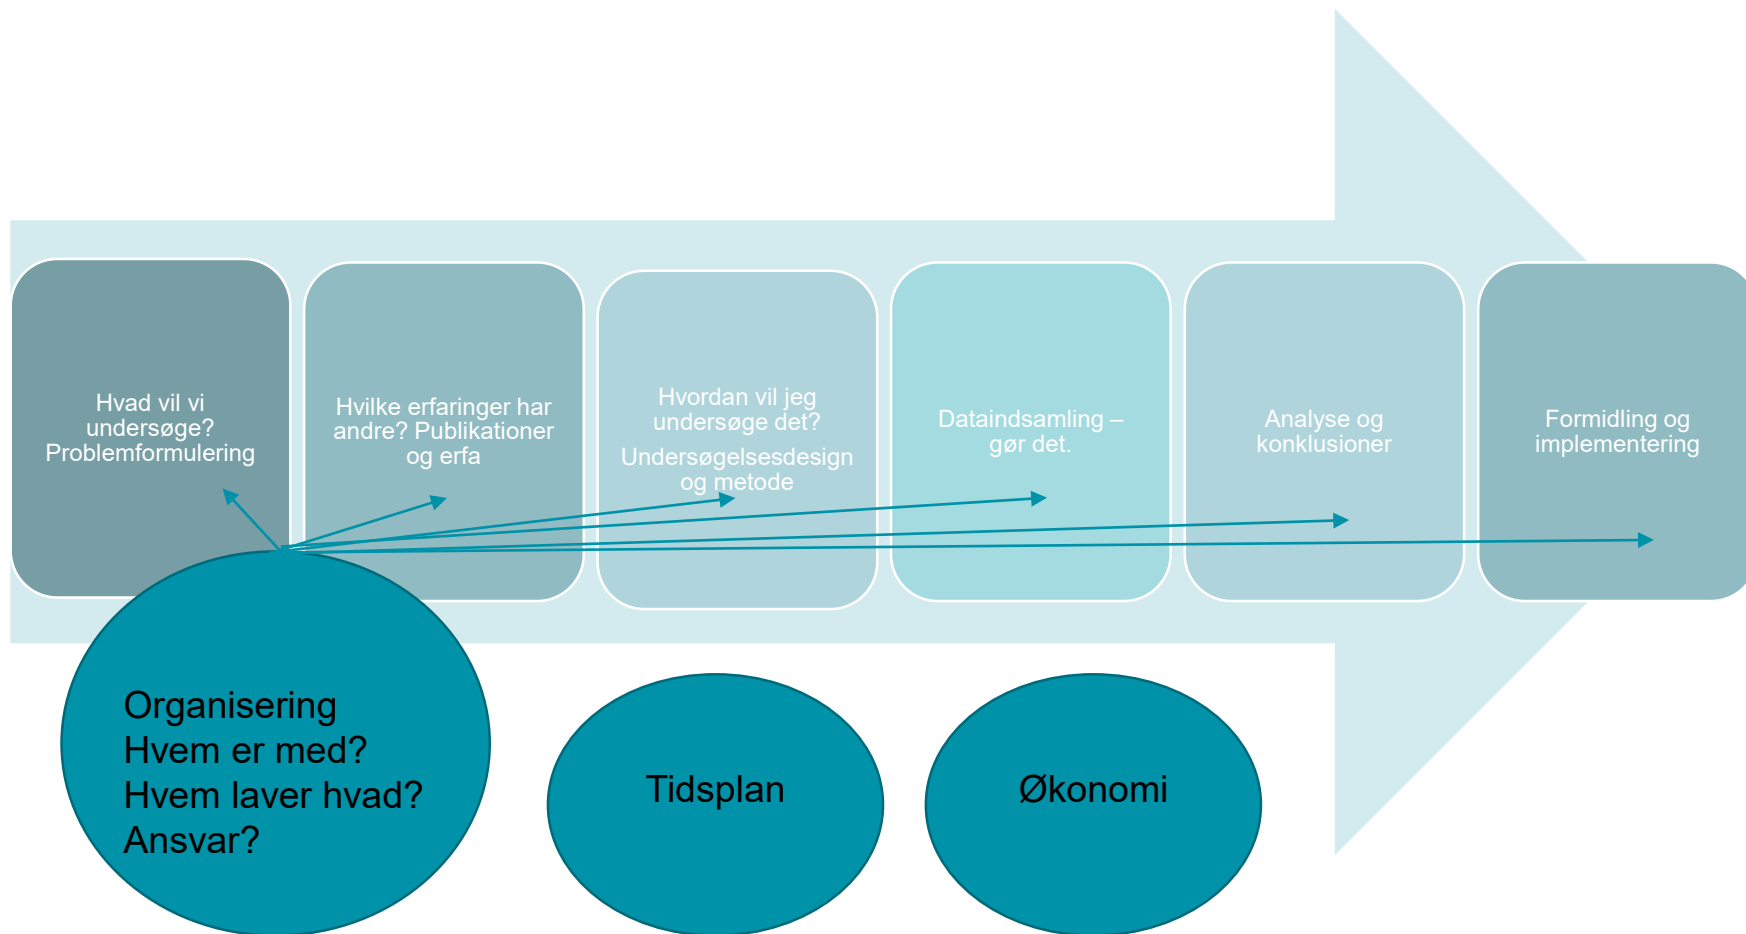 Hvad vil vi
undersøge?
Problemformulering
Hvilke erfaringer har
andre? Publikationer
og erfa
Hvordan vil jeg
undersøge det?
Undersøgelsesdesign
og metode
Dataindsamling –
gør det.
Analyse og
konklusioner
Formidling og
implementering
Organisering
Hvem er med?
Hvem laver hvad?
Ansvar?
Tidsplan
Økonomi